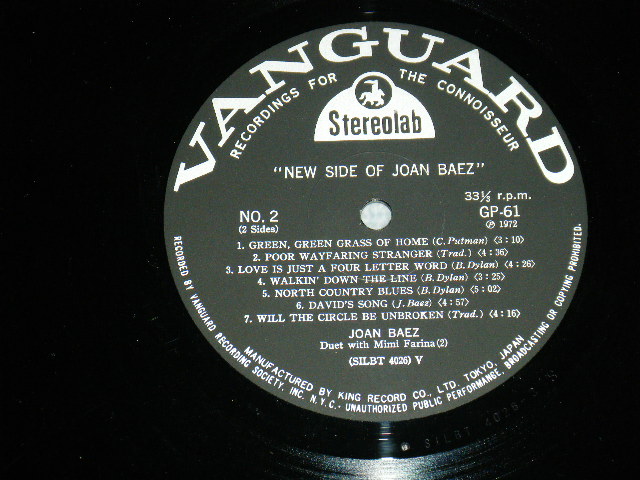 VANGUARD
RECORDINGS FOR THE CONNOISSEUR
Stereolab
"NEW SIDE OF JOAN BAEZ"
33⅓ r.p.m.
NO. 2
GP-61
(2 Sides)
℗ 1972
1. GREEN, GREEN GRASS OF HOME (C. Putman) (3:10)
2. POOR WAYFARING STRANGER (Trad.) (4:36)
3. LOVE IS JUST A FOUR LETTER WORD (B. Dylan) (4:26)
4. WALKIN' DOWN THE LINE (B. Dylan) (3:25)
5. NORTH COUNTRY BLUES (B. Dylan) (5:02)
6. DAVID'S SONG (J. Baez) (4:57)
7. WILL THE CIRCLE BE UNBROKEN (Trad.) (4:16)
JOAN BAEZ
Duet with Mimi Farina (2)
(SILBT 4026) V
RECORDED BY VANGUARD RECORDING SOCIETY, INC. N.Y.C. · UNAUTHORIZED PUBLIC PERFORMANCE, BROADCASTING OR COPYING PROHIBITED.
MANUFACTURED BY KING RECORD CO., LTD. TOKYO, JAPAN